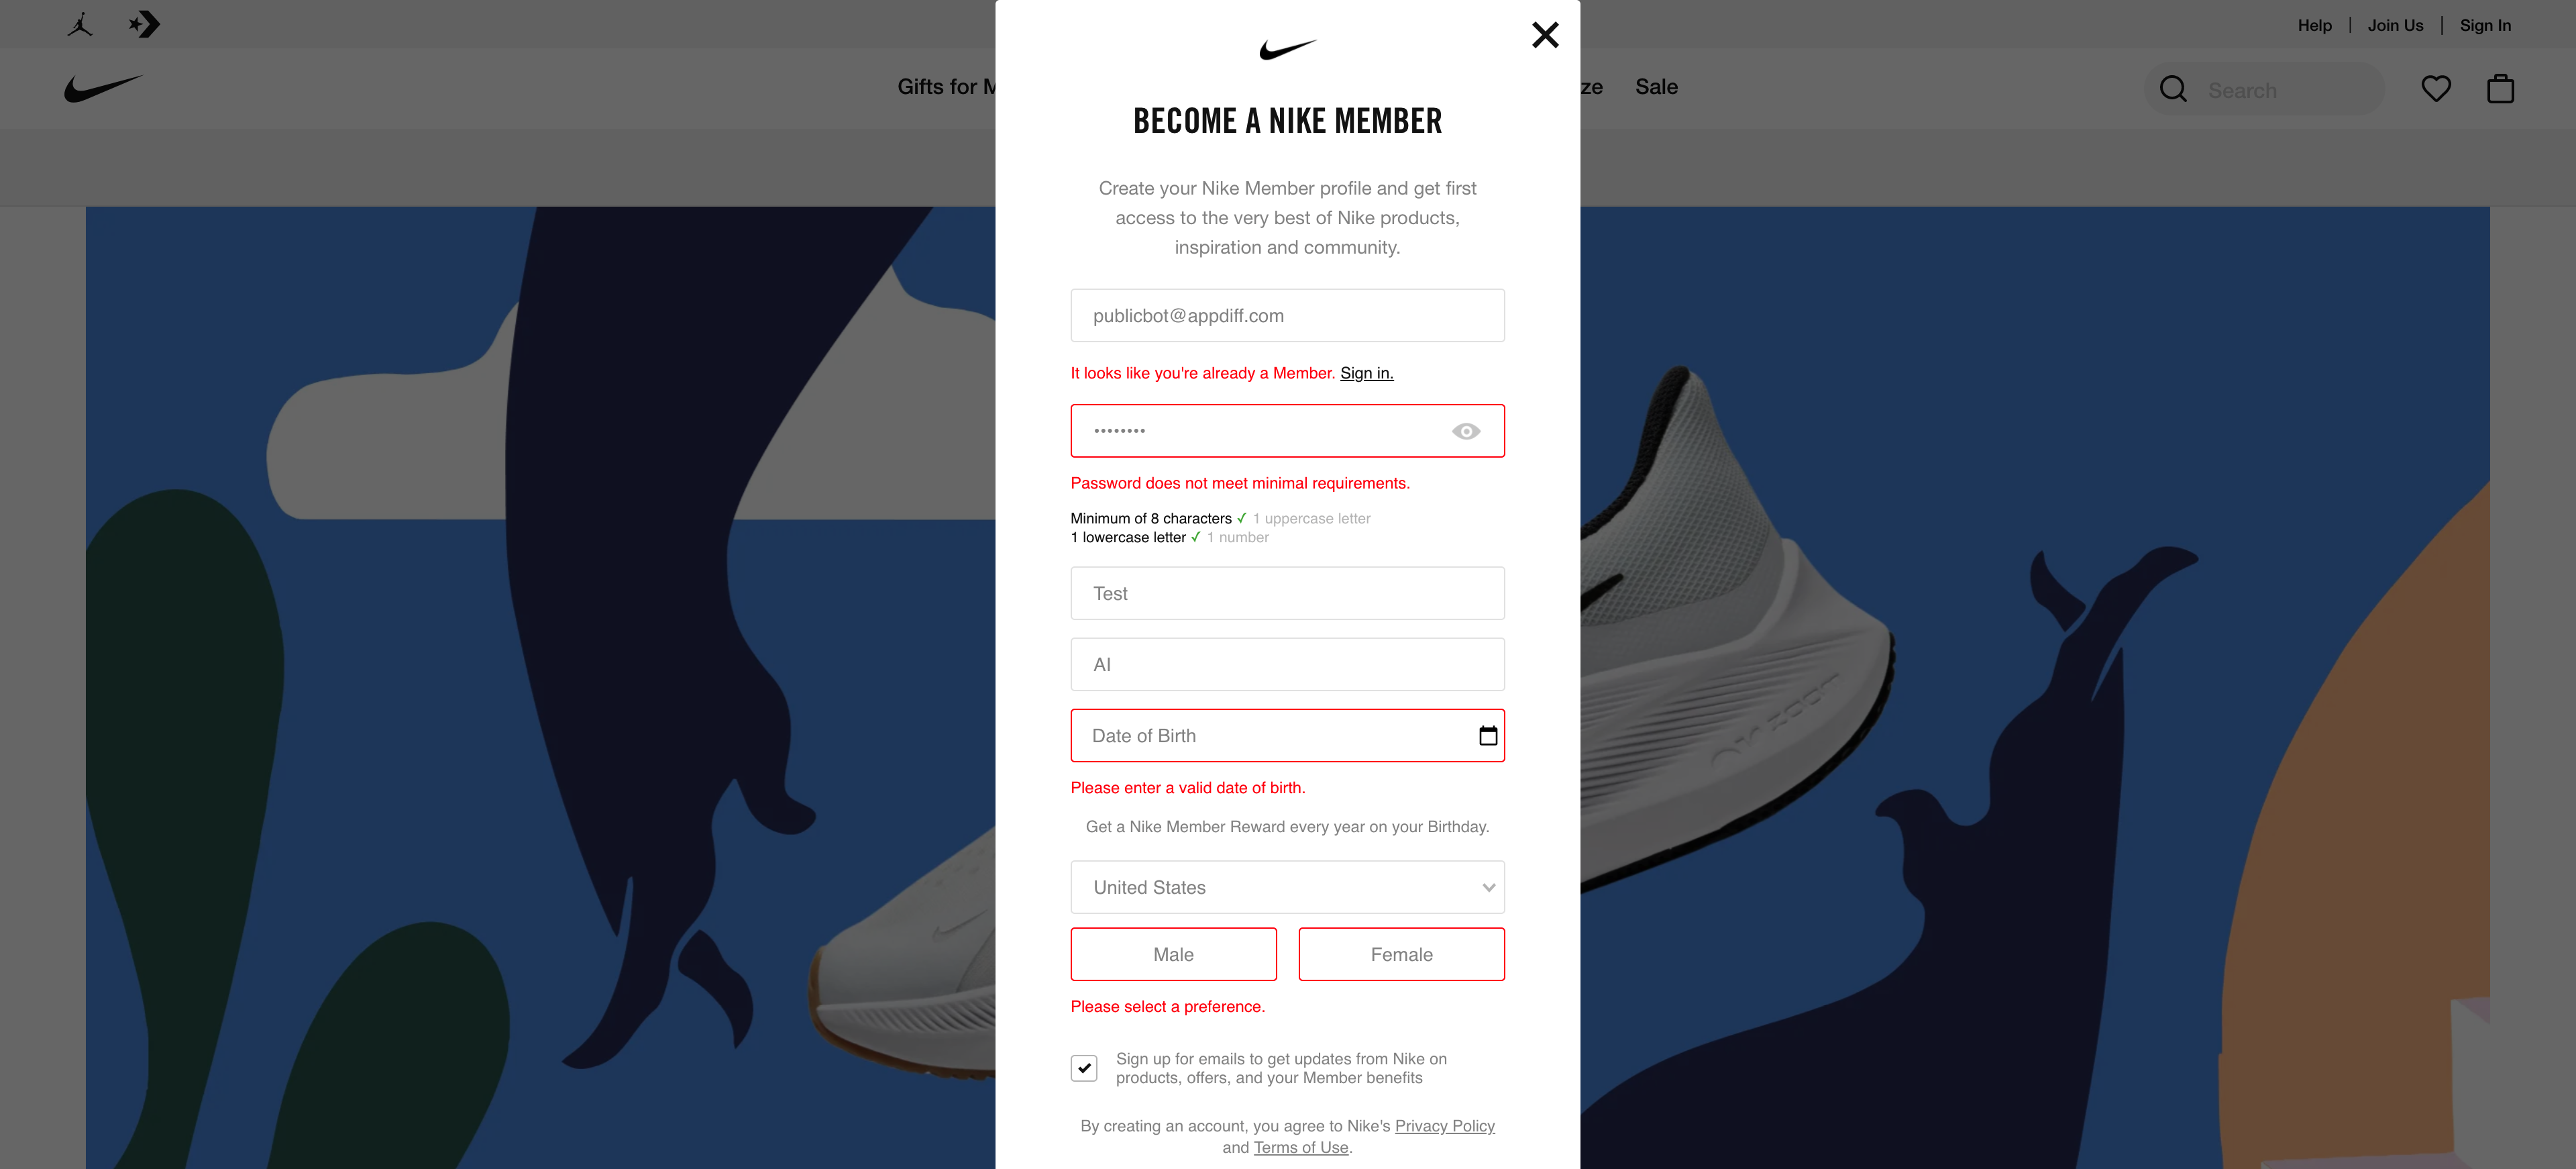 Help | Join Us | Sign In
Gifts for M
ze
Sale
Search
BECOME A NIKE MEMBER
Create your Nike Member profile and get first
access to the very best of Nike products,
inspiration and community.
publicbot@appdiff.com
It looks like you're already a Member. Sign in.
••••••••
Password does not meet minimal requirements.
Minimum of 8 characters ✓ 1 uppercase letter
1 lowercase letter ✓ 1 number
Test
AI
Date of Birth
Please enter a valid date of birth.
Get a Nike Member Reward every year on your Birthday.
United States
Male
Female
Please select a preference.
Sign up for emails to get updates from Nike on
products, offers, and your Member benefits
By creating an account, you agree to Nike's Privacy Policy
and Terms of Use.